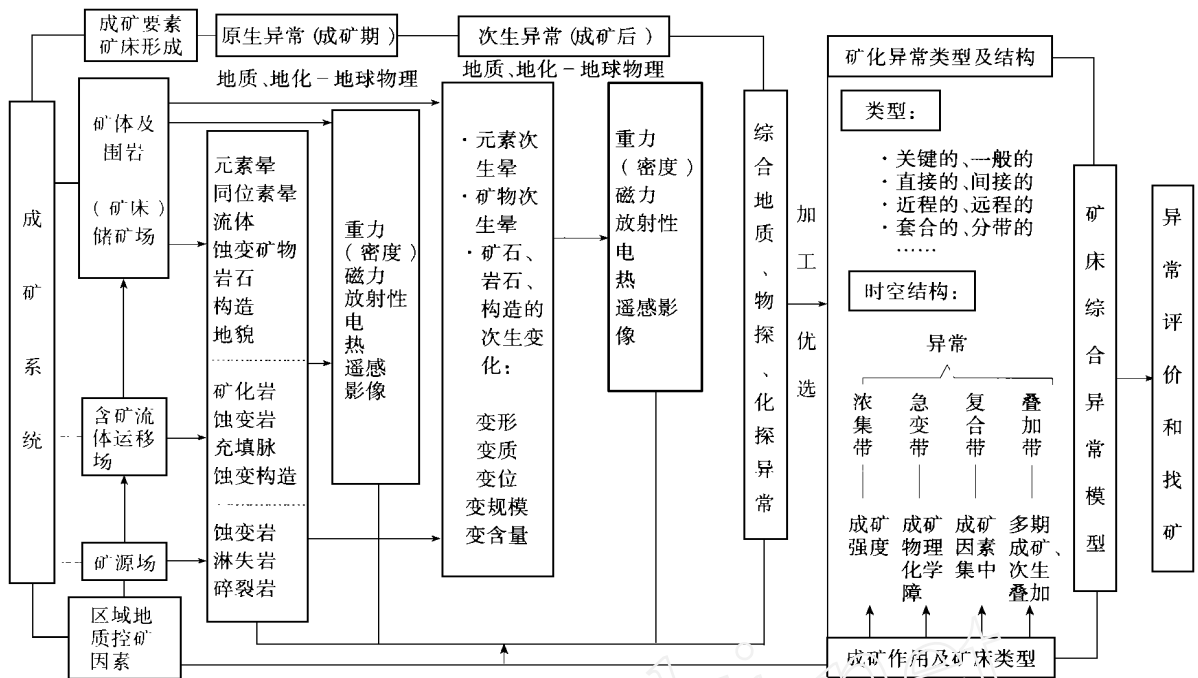 成矿要素
矿床形成
原生异常(成矿期)
次生异常(成矿后)
地质、地化-地球物理
地质、地化-地球物理
成矿系统
矿体及
围岩
(矿床)
储矿场
含矿流
体运移
场
矿源场
区域地
质控矿
因素
元素晕
同位素晕
流体
蚀变矿物
岩石
构造
地貌
矿化岩
蚀变岩
充填脉
蚀变构造
蚀变岩
淋失岩
碎裂岩
重力
(密度)
磁力
放射性
电
热
遥感
影像
·元素次
生晕
·矿物次
生晕
·矿石、
岩石、
构造的
次生变
化:
变形
变质
变位
变规模
变含量
重力
(密度)
磁力
放射性
电
热
遥感影
像
综合地质、物探、化探异常
加工优选
矿化异常类型及结构
类型:
·关键的、一般的
·直接的、间接的
·近程的、远程的
·套合的、分带的
……
时空结构:
异常
浓集带
急变带
复合带
叠加带
成矿
强度
成矿
物理
化学
障
成矿
因素
集中
多期
成矿、
次生
叠加
成矿作用及矿床类型
矿床综合异常模型
异常评价和找矿